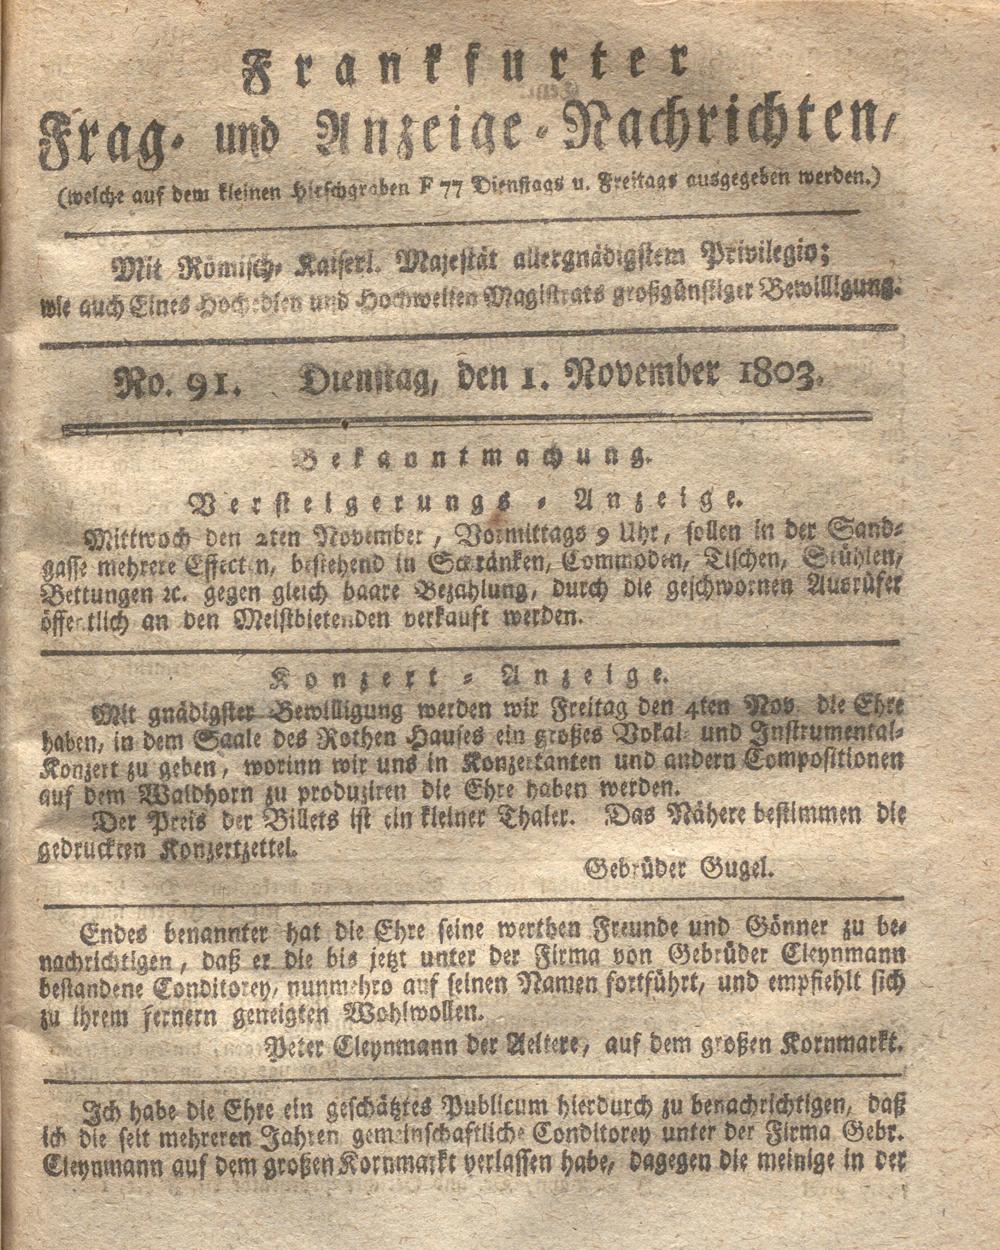 Frankfurter
Frag- und Anzeige-Nachrichten,
(welche auf dem kleinen Hirschgraben F 77 Dienstags u. Freitags ausgegeben werden.)
Mit Römisch- Kaiserl. Majestät allergnädigstem Privilegio;
wie auch Eines Hochedlen und Hochweisen Magistrats großgünstiger Bewilligung.
No. 91. Dienstag, den 1. November 1803.
Bekanntmachung.
Versteigerungs-Anzeige.
Mittwoch den 2ten November, Vormittags 9 Uhr, sollen in der Sand-
gasse mehrere Effecten, bestehend in Schränken, Commoden, Tischen, Stühlen,
Bettungen ꝛc. gegen gleich baare Bezahlung, durch die geschwornen Ausrüfer
öffentlich an den Meistbietenden verkauft werden.
Konzert-Anzeige.
Mit gnädigster Bewilligung werden wir Freitag den 4ten Nov. die Ehre
haben, in dem Saale des Rothen Hauses ein großes Vokal- und Instrumental-
Konzert zu geben, worinn wir uns in Konzertanten und andern Compositionen
auf dem Waldhorn zu produziren die Ehre haben werden.
Der Preis der Billets ist ein kleiner Thaler. Das Nähere bestimmen die
gedruckten Konzertzettel.
Gebrüder Gugel.
Endes benannter hat die Ehre seine werthen Freunde und Gönner zu be-
nachrichtigen, daß er die bis jetzt unter der Firma von Gebrüder Cleynmann
bestandene Conditorey, nunmehro auf seinen Namen fortführt, und empfiehlt sich
zu ihrem fernern geneigten Wohlwollen.
Peter Cleynmann der Aeltere, auf dem großen Kornmarkt.
Ich habe die Ehre ein geschätztes Publicum hierdurch zu benachrichtigen, daß
ich die seit mehreren Jahren gemeinschaftliche Conditorey unter der Firma Gebr.
Cleynmann auf dem großen Kornmarkt verlassen habe, dagegen die meinige in der